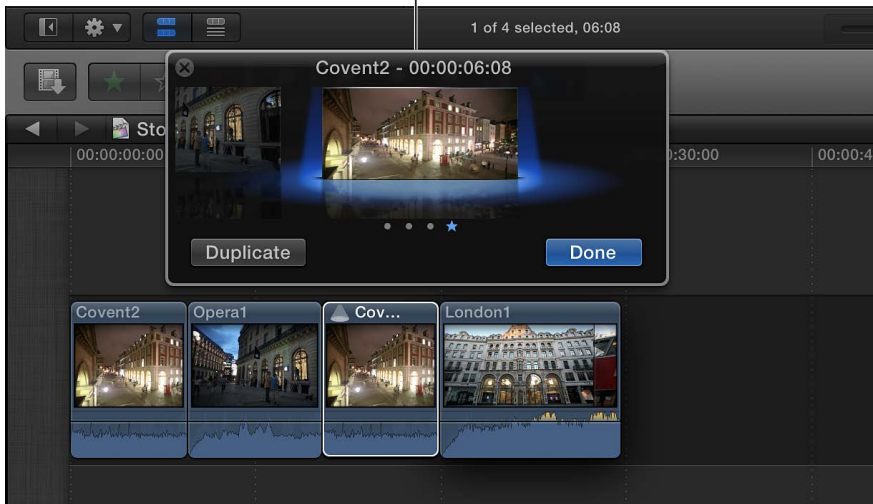 1 of 4 selected, 06:08
Covent2 - 00:00:06:08
Sto
00:00:00:00
:30:00
00:00:4
Duplicate
Done
Covent2
Opera1
Cov...
London1